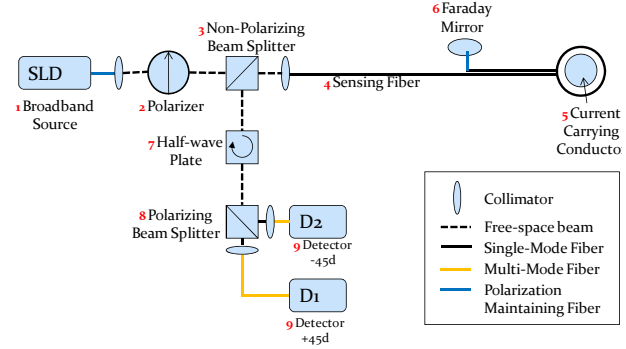 3 Non-Polarizing
Beam Splitter
6 Faraday
Mirror
SLD
1 Broadband
Source
2 Polarizer
4 Sensing Fiber
5 Current
Carrying
Conductor
7 Half-wave
Plate
8 Polarizing
Beam Splitter
D2
9 Detector
-45d
D1
9 Detector
+45d
Collimator
Free-space beam
Single-Mode Fiber
Multi-Mode Fiber
Polarization
Maintaining Fiber